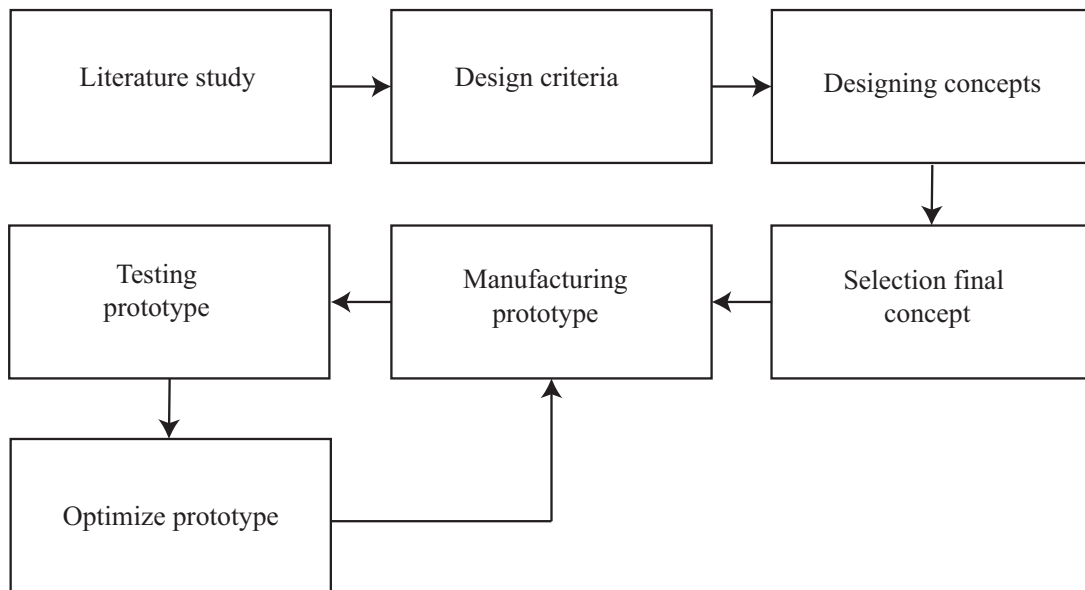 Literature study
Design criteria
Designing concepts
Testing
prototype
Manufacturing
prototype
Selection final
concept
Optimize prototype